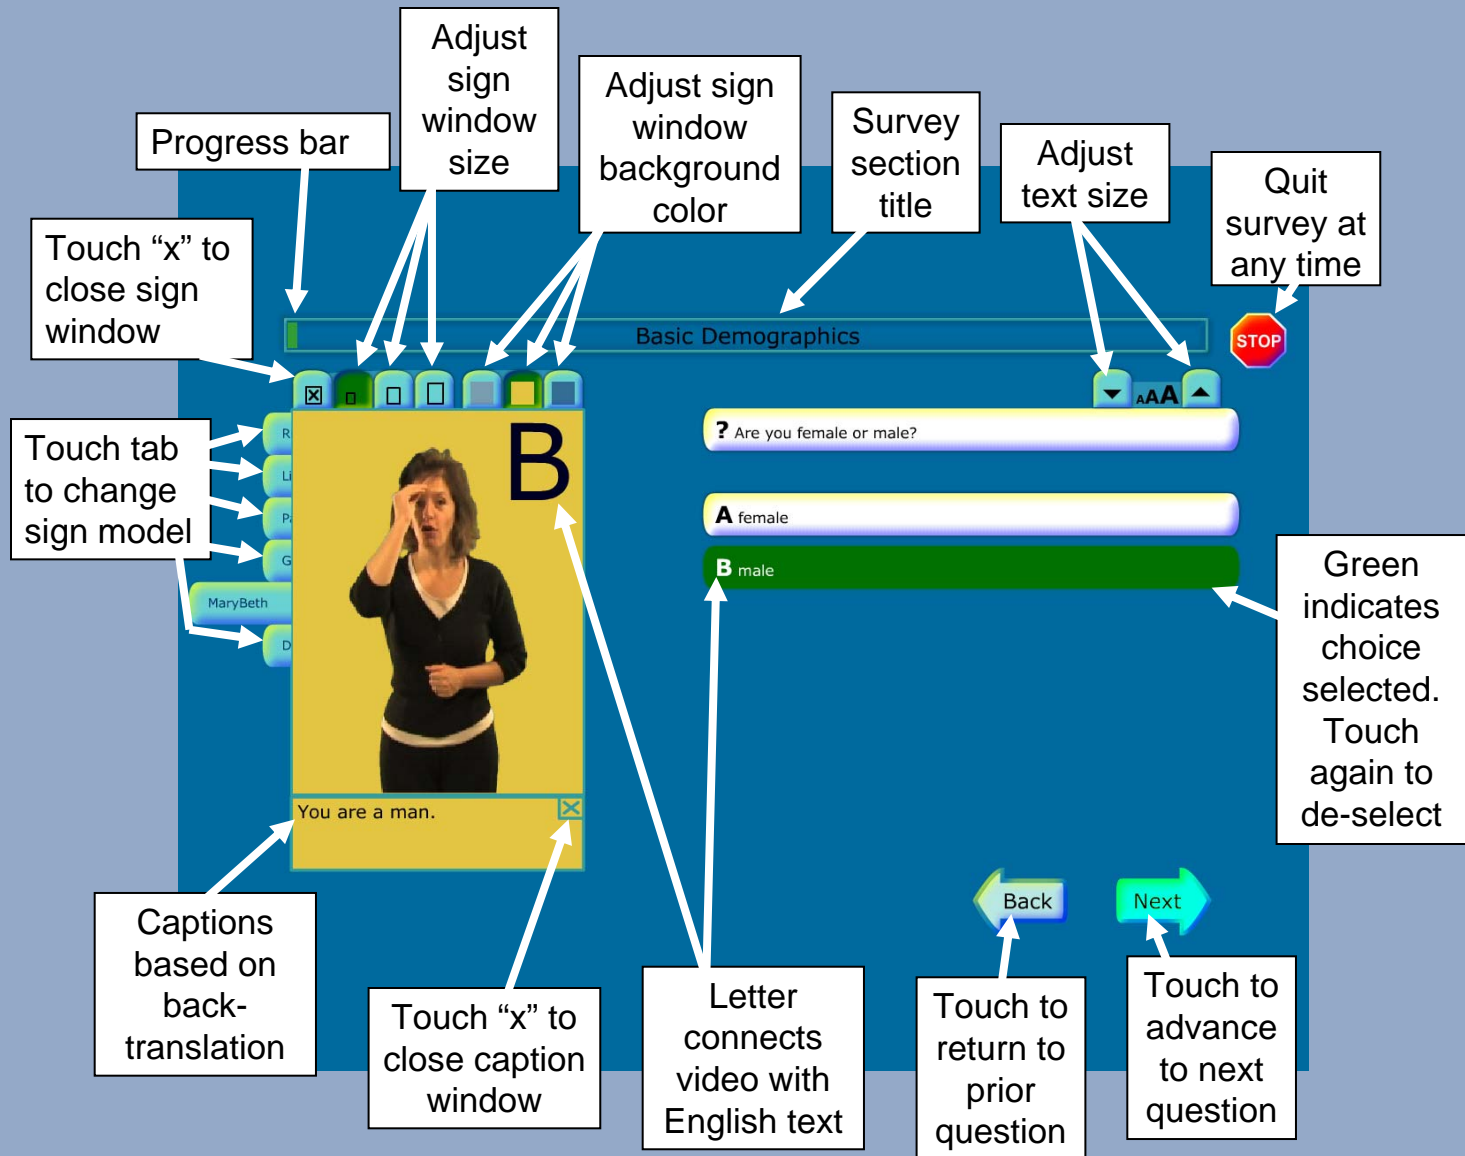 Adjust
sign
window
size
Adjust sign
window
background
color
Survey
section
title
Adjust
text size
Quit
survey at
any time
Progress bar
Touch “x” to
close sign
window
Basic Demographics
STOP
AAA
Touch tab
to change
sign model
R
Li
Pa
G
MaryBeth
D
B
? Are you female or male?
A female
B male
Green
indicates
choice
selected.
Touch
again to
de-select
You are a man.
Back
Next
Captions
based on
back-
translation
Touch “x” to
close caption
window
Letter
connects
video with
English text
Touch to
return to
prior
question
Touch to
advance
to next
question